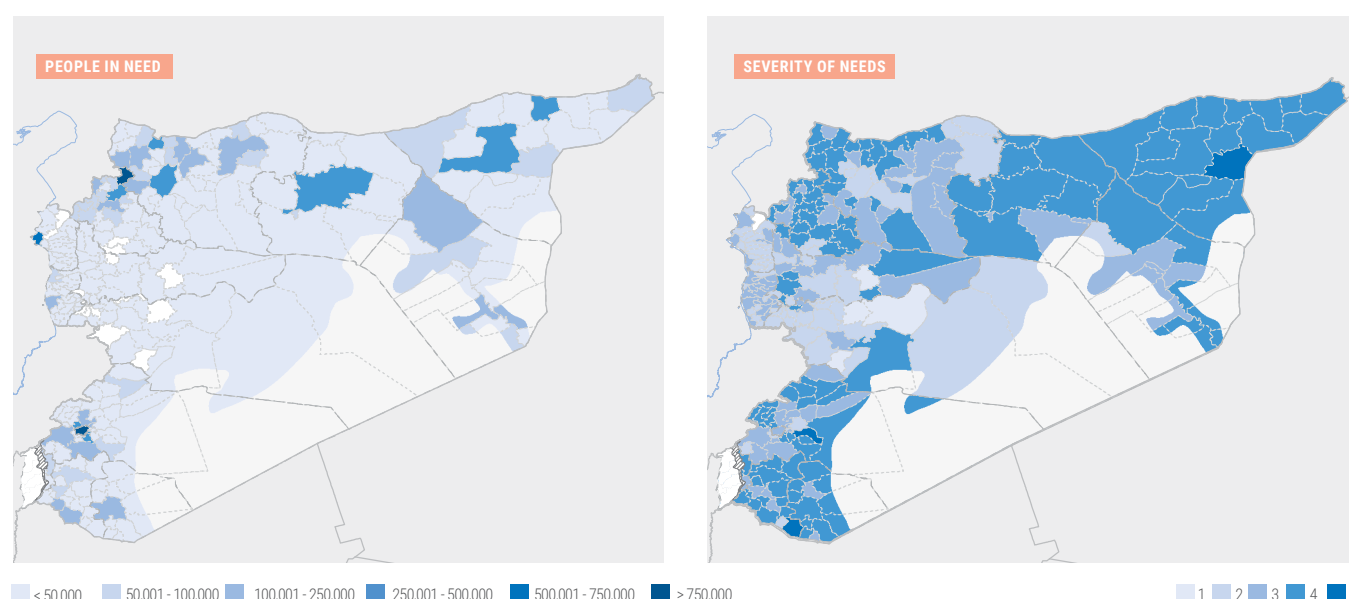 PEOPLE IN NEED
SEVERITY OF NEEDS
< 50,000 50,001 - 100,000 100,001 - 250,000 250,001 - 500,000 500,001 - 750,000 > 750,000
1 2 3 4